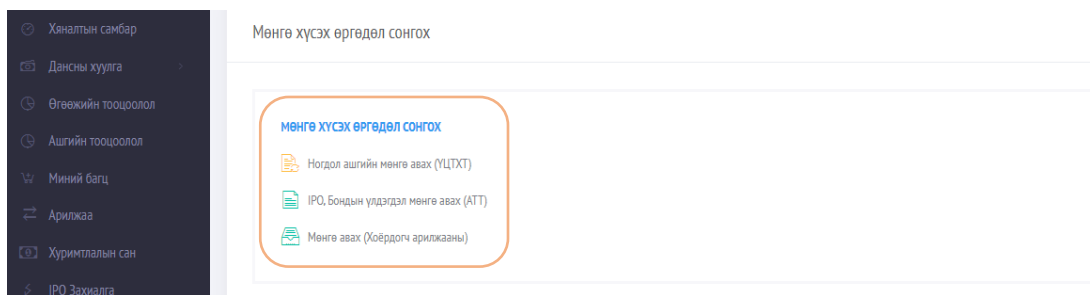 Хяналтын самбар
Дансны хуулга
Өгөөжийн тооцоолол
Ашгийн тооцоолол
Миний багц
Арилжаа
Хуримтлалын сан
IPO Захиалга
Мөнгө хүсэх өргөдөл сонгох
МӨНГӨ ХҮСЭХ ӨРГӨДӨЛ СОНГОХ
Ногдол ашгийн мөнгө авах (ҮЦТХТ)
IPO, Бондын үлдэгдэл мөнгө авах (АТТ)
Мөнгө авах (Хоёрдогч арилжааны)